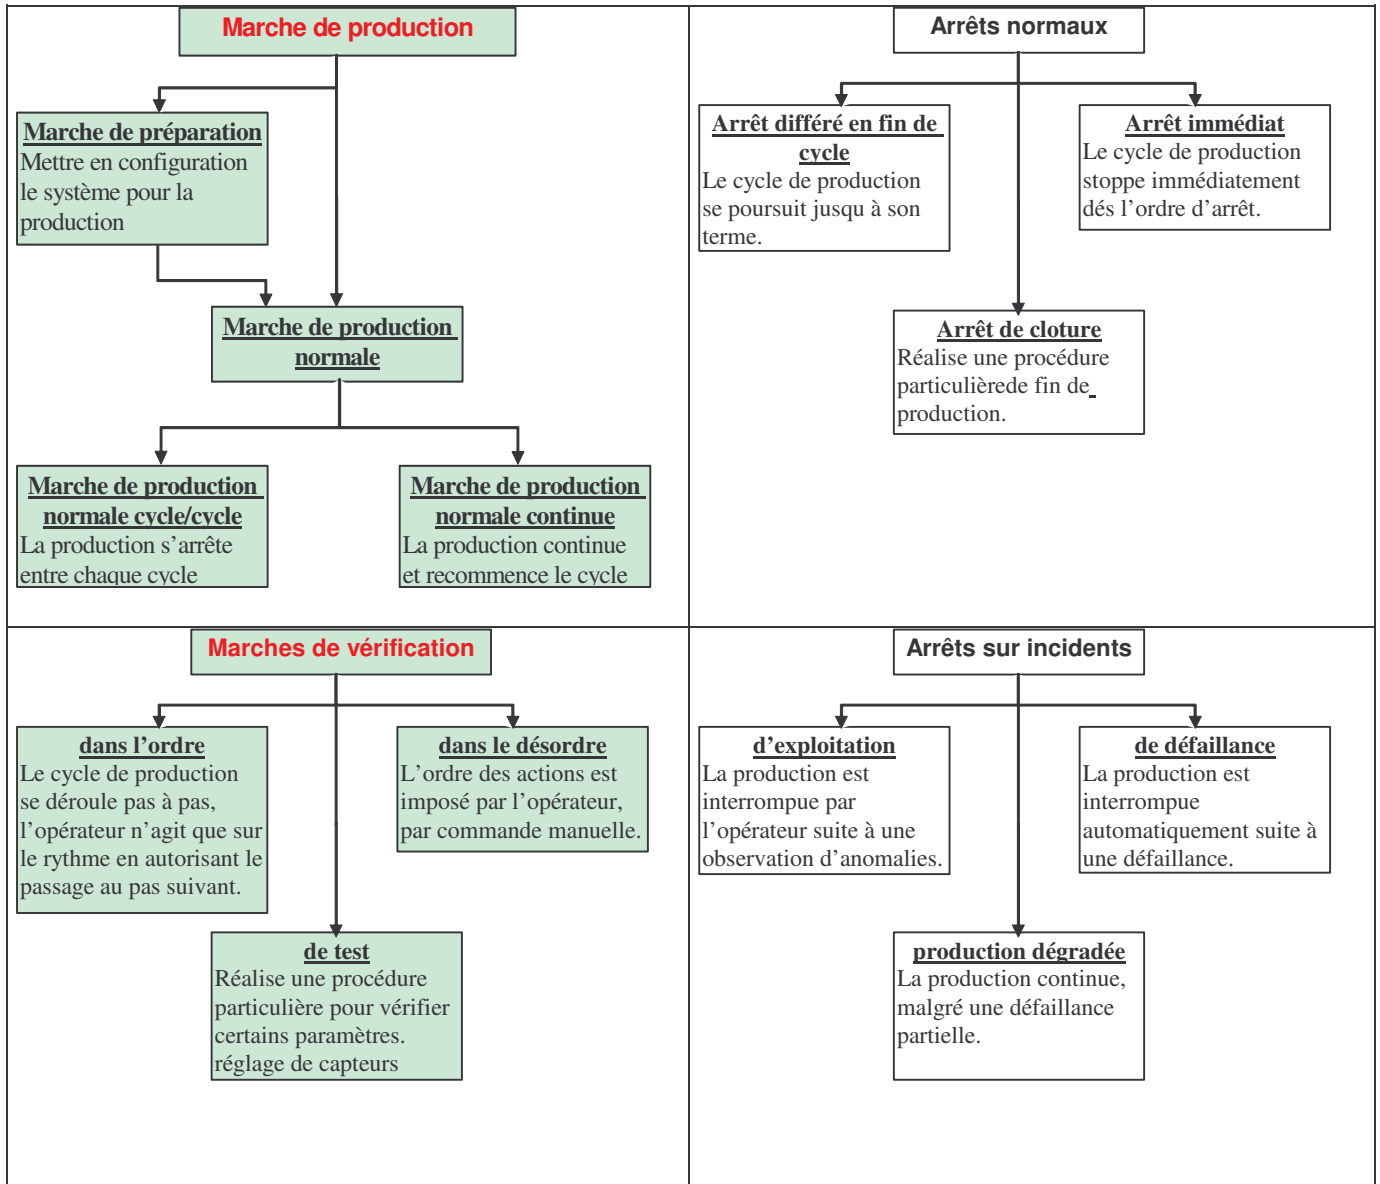 Marche de production
Marche de préparation
Mettre en configuration
le système pour la
production
Marche de production
normale
Marche de production
normale cycle/cycle
La production s’arrête
entre chaque cycle
Marche de production
normale continue
La production continue
et recommence le cycle
Arrêts normaux
Arrêt différé en fin de
cycle
Le cycle de production
se poursuit jusqu à son
terme.
Arrêt immédiat
Le cycle de production
stoppe immédiatement
dés l’ordre d’arrêt.
Arrêt de cloture
Réalise une procédure
particulièrede fin de
production.
Marches de vérification
dans l’ordre
Le cycle de production
se déroule pas à pas,
l’opérateur n’agit que sur
le rythme en autorisant le
passage au pas suivant.
dans le désordre
L’ordre des actions est
imposé par l’opérateur,
par commande manuelle.
de test
Réalise une procédure
particulière pour vérifier
certains paramètres.
réglage de capteurs
Arrêts sur incidents
d’exploitation
La production est
interrompue par
l’opérateur suite à une
observation d’anomalies.
de défaillance
La production est
interrompue
automatiquement suite à
une défaillance.
production dégradée
La production continue,
malgré une défaillance
partielle.